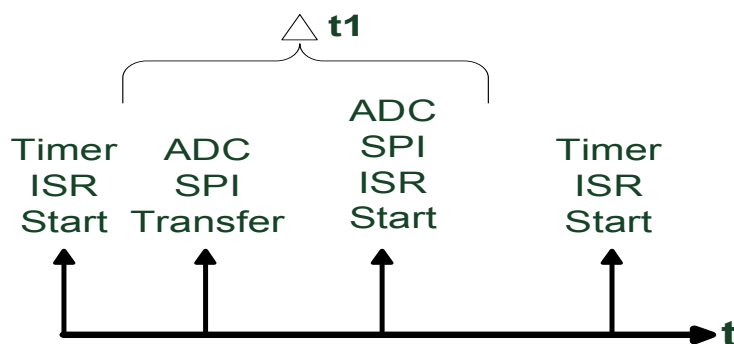 △ t1
Timer
ISR
Start
ADC
SPI
Transfer
ADC
SPI
ISR
Start
Timer
ISR
Start
t